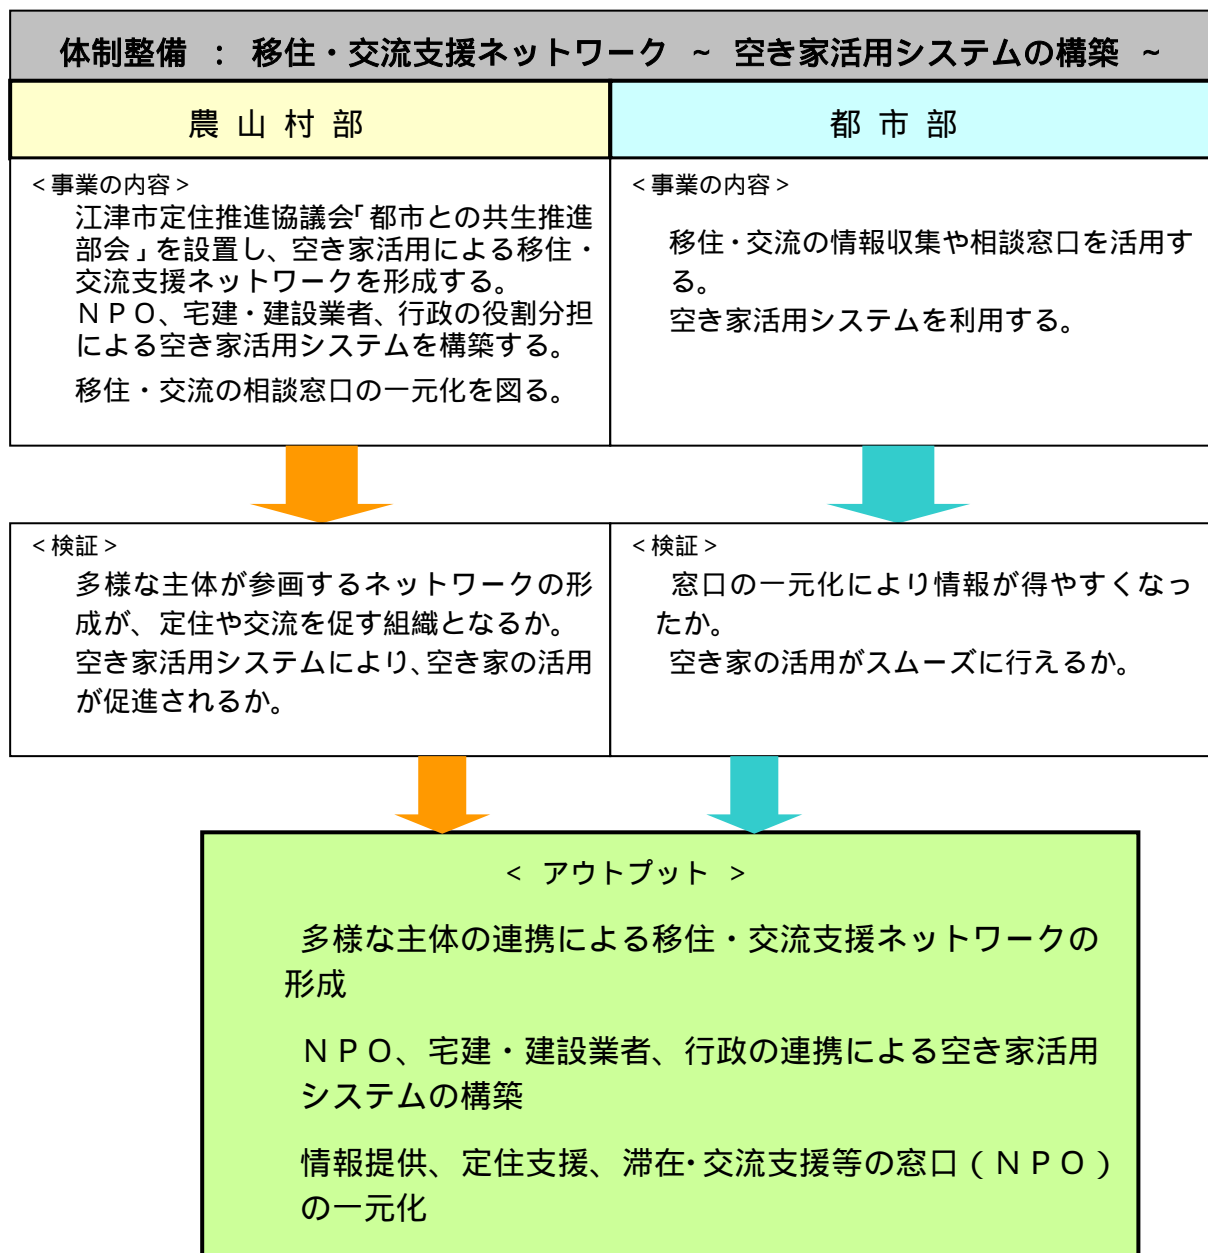 体制整備 : 移住・交流支援ネットワーク ~ 空き家活用システムの構築 ~
農 山 村 部
都 市 部
<事業の内容>
江津市定住推進協議会「都市との共生推進
部会」を設置し、空き家活用による移住・
交流支援ネットワークを形成する。
NPO、宅建・建設業者、行政の役割分担
による空き家活用システムを構築する。
移住・交流の相談窓口の一元化を図る。
<事業の内容>
移住・交流の情報収集や相談窓口を活用す
る。
空き家活用システムを利用する。
<検証>
多様な主体が参画するネットワークの形
成が、定住や交流を促す組織となるか。
空き家活用システムにより、空き家の活用
が促進されるか。
<検証>
窓口の一元化により情報が得やすくなっ
たか。
空き家の活用がスムーズに行えるか。
< アウトプット >
多様な主体の連携による移住・交流支援ネットワークの
形成
NPO、宅建・建設業者、行政の連携による空き家活用
システムの構築
情報提供、定住支援、滞在・交流支援等の窓口(NPO)
の一元化